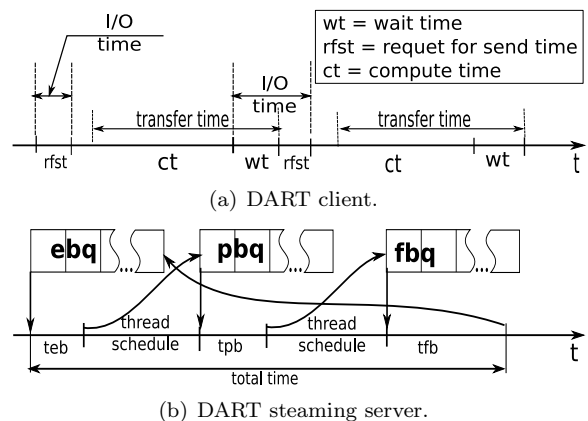 wt = wait time
rfst = requet for send time
ct = compute time
I/O
time
I/O
time
transfer time
transfer time
rfst
ct
wt
rfst
ct
wt
t
(a) DART client.
ebq
...
pbq
...
fbq
...
teb
thread
schedule
tpb
thread
schedule
tfb
t
total time
(b) DART steaming server.